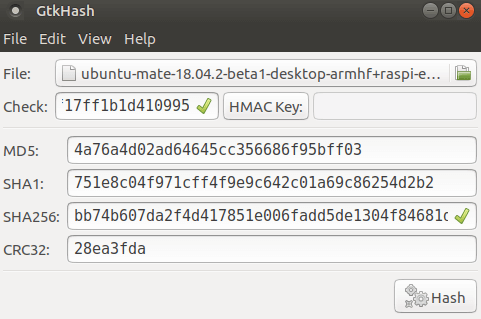 GtkHash
File Edit View Help
File: ubuntu-mate-18.04.2-beta1-desktop-armhf+raspi-e...
Check: 17ff1b1d410995 HMAC Key:
MD5: 4a76a4d02ad64645cc356686f95bff03
SHA1: 751e8c04f971cff4f9e9c642c01a69c86254d2b2
SHA256: bb74b607da2f4d417851e006fadd5de1304f84681d
CRC32: 28ea3fda
Hash